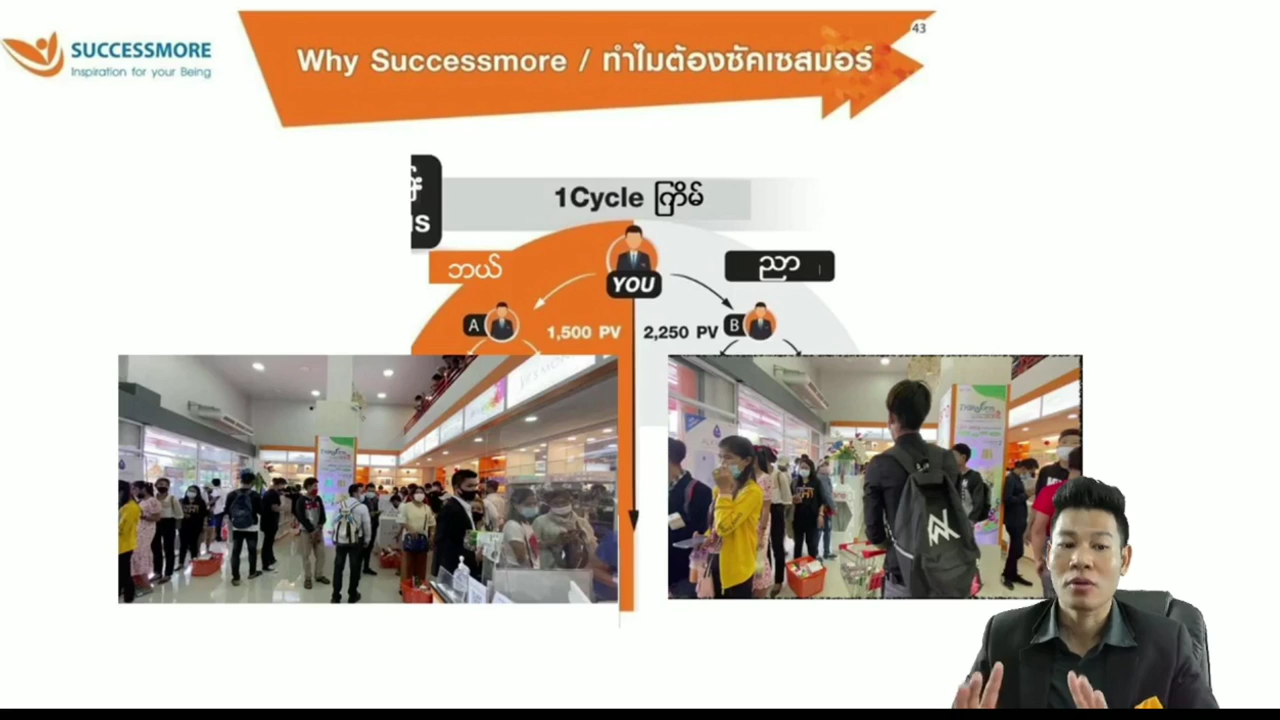 43
SUCCESSMORE
Inspiration for your Being
Why Successmore / ทำไมต้องซัคเซสมอร์
1Cycle ကြိမ်
ဘယ်
ညာ
YOU
A
1,500 PV
2,250 PV
B